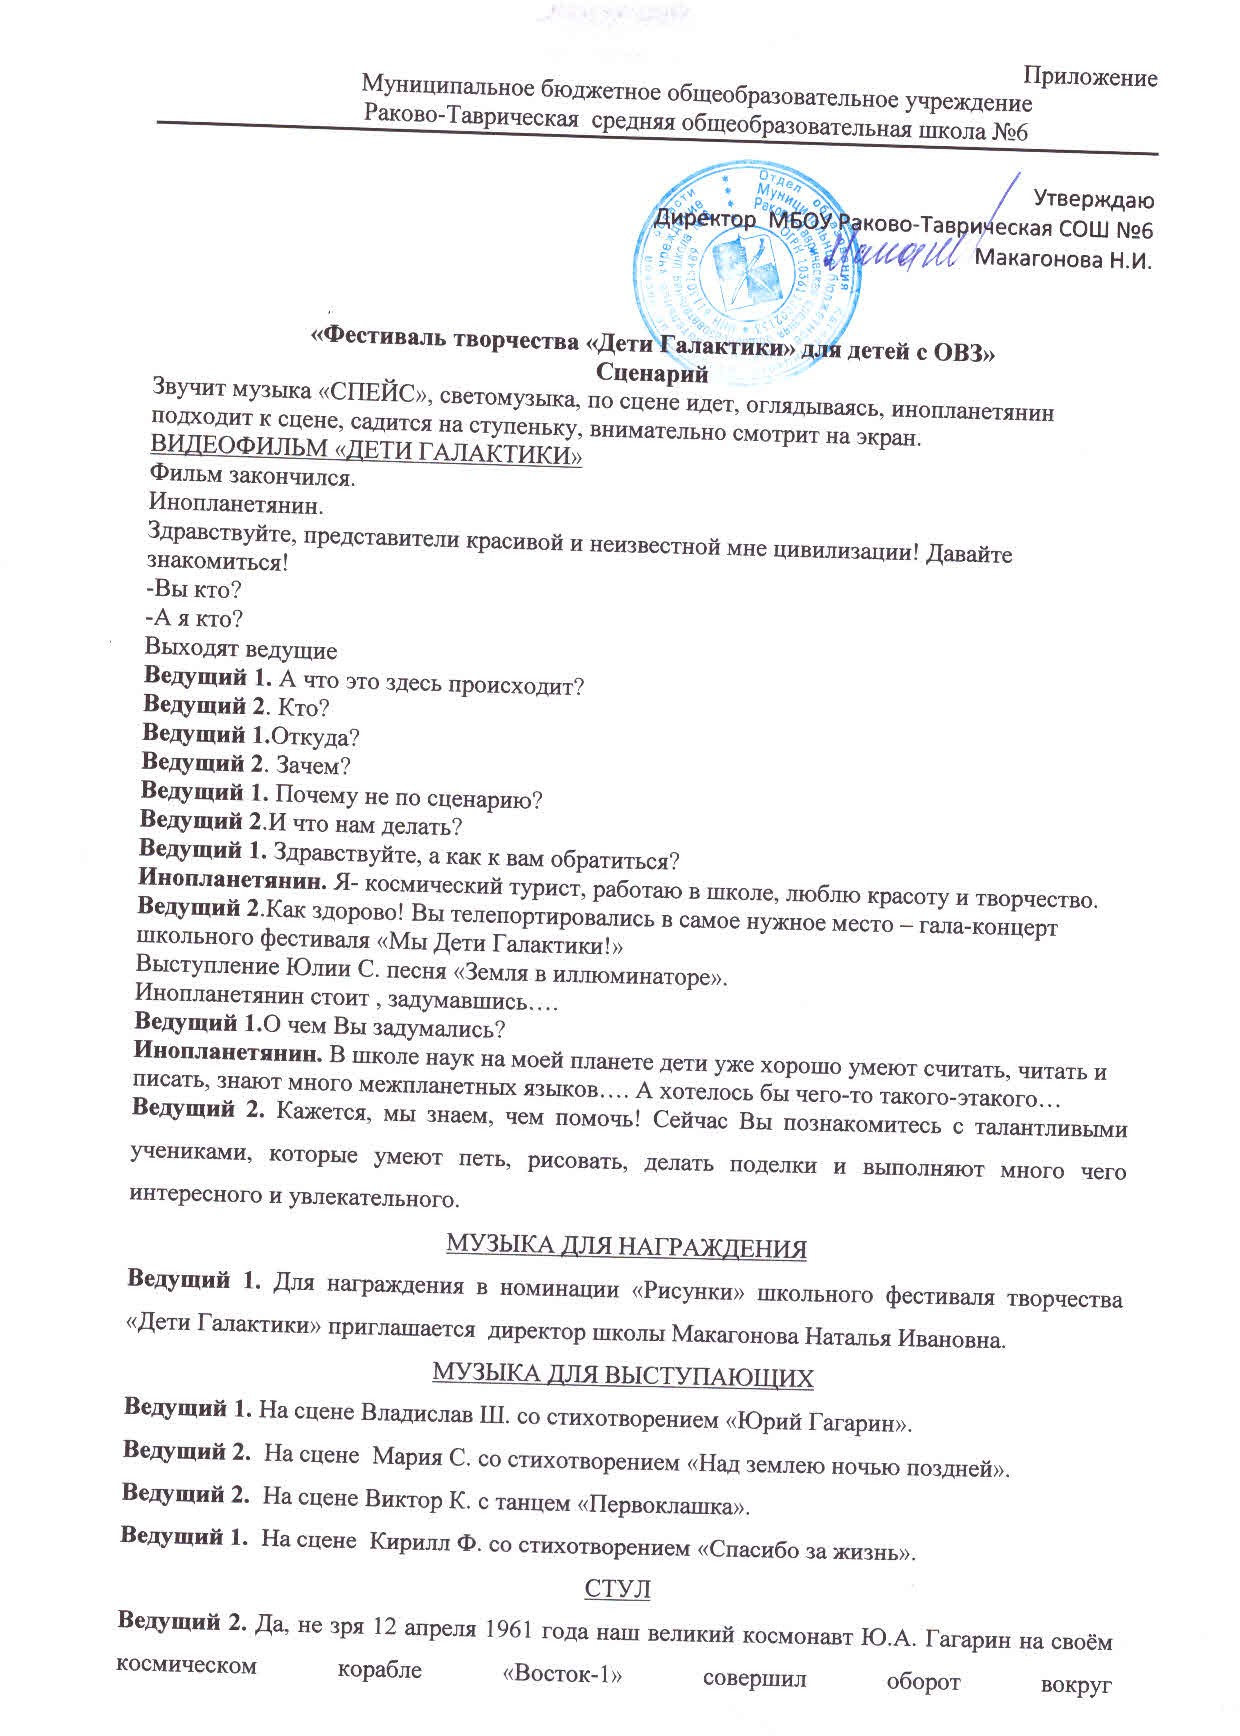 Приложение
Муниципальное бюджетное общеобразовательное учреждение
Раково-Таврическая средняя общеобразовательная школа №6
Утверждаю
Директор МБОУ Раково-Таврическая СОШ №6
Макагонова Н.И.
«Фестиваль творчества «Дети Галактики» для детей с ОВЗ»
Сценарий
Звучит музыка «СПЕЙС», светомузыка, по сцене идет, оглядываясь, инопланетянин
подходит к сцене, садится на ступеньку, внимательно смотрит на экран.
ВИДЕОФИЛЬМ «ДЕТИ ГАЛАКТИКИ»
Фильм закончился.
Инопланетянин.
Здравствуйте, представители красивой и неизвестной мне цивилизации! Давайте
знакомиться!
-Вы кто?
-А я кто?
Выходят ведущие
Ведущий 1. А что это здесь происходит?
Ведущий 2. Кто?
Ведущий 1.Откуда?
Ведущий 2. Зачем?
Ведущий 1. Почему не по сценарию?
Ведущий 2.И что нам делать?
Ведущий 1. Здравствуйте, а как к вам обратиться?
Инопланетянин. Я- космический турист, работаю в школе, люблю красоту и творчество.
Ведущий 2.Как здорово! Вы телепортировались в самое нужное место – гала-концерт
школьного фестиваля «Мы Дети Галактики!»
Выступление Юлии С. песня «Земля в иллюминаторе».
Инопланетянин стоит , задумавшись….
Ведущий 1.О чем Вы задумались?
Инопланетянин. В школе наук на моей планете дети уже хорошо умеют считать, читать и
писать, знают много межпланетных языков…. А хотелось бы чего-то такого-этакого…
Ведущий 2. Кажется, мы знаем, чем помочь! Сейчас Вы познакомитесь с талантливыми
учениками, которые умеют петь, рисовать, делать поделки и выполняют много чего
интересного и увлекательного.
МУЗЫКА ДЛЯ НАГРАЖДЕНИЯ
Ведущий 1. Для награждения в номинации «Рисунки» школьного фестиваля творчества
«Дети Галактики» приглашается директор школы Макагонова Наталья Ивановна.
МУЗЫКА ДЛЯ ВЫСТУПАЮЩИХ
Ведущий 1. На сцене Владислав Ш. со стихотворением «Юрий Гагарин».
Ведущий 2. На сцене Мария С. со стихотворением «Над землею ночью поздней».
Ведущий 2. На сцене Виктор К. с танцем «Первоклашка».
Ведущий 1. На сцене Кирилл Ф. со стихотворением «Спасибо за жизнь».
СТУЛ
Ведущий 2. Да, не зря 12 апреля 1961 года наш великий космонавт Ю.А. Гагарин на своём
космическом корабле «Восток-1» совершил оборот вокруг